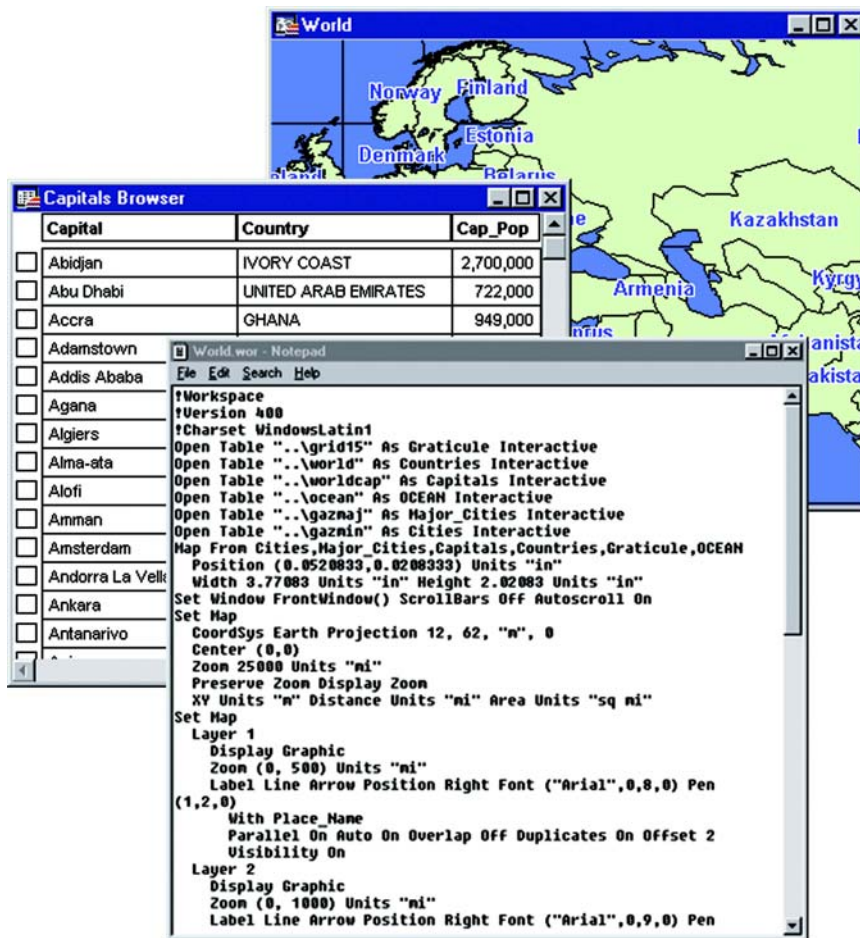 World
Norway Finland
Estonia
Denmark
Belarus
Kazakhstan
Armenia
Capitals Browser
Capital Country Cap_Pop
Abidjan IVORY COAST 2,700,000
Abu Dhabi UNITED ARAB EMIRATES 722,000
Accra GHANA 949,000
Adamstown
Addis Ababa
Agana
Algiers
Alma-ata
Alofi
Amman
Amsterdam
Andorra La Vella
Ankara
Antanarivo
World.wor - Notepad
File Edit Search Help
!Workspace
!Version 400
!Charset WindowsLatin1
Open Table "..\grid15" As Graticule Interactive
Open Table "..\world" As Countries Interactive
Open Table "..\worldcap" As Capitals Interactive
Open Table "..\ocean" As OCEAN Interactive
Open Table "..\gazmaj" As Major_Cities Interactive
Open Table "..\gazmin" As Cities Interactive
Map From Cities,Major_Cities,Capitals,Countries,Graticule,OCEAN
Position (0.0520833,0.0208333) Units "in"
Width 3.77083 Units "in" Height 2.02083 Units "in"
Set Window FrontWindow() ScrollBars Off Autoscroll On
Set Map
CoordSys Earth Projection 12, 62, "m", 0
Center (0,0)
Zoom 25000 Units "mi"
Preserve Zoom Display Zoom
XY Units "m" Distance Units "mi" Area Units "sq mi"
Set Map
Layer 1
Display Graphic
Zoom (0, 500) Units "mi"
Label Line Arrow Position Right Font ("Arial",0,8,0) Pen
(1,2,0)
With Place_Name
Parallel On Auto On Overlap Off Duplicates On Offset 2
Visibility On
Layer 2
Display Graphic
Zoom (0, 1000) Units "mi"
Label Line Arrow Position Right Font ("Arial",0,9,0) Pen